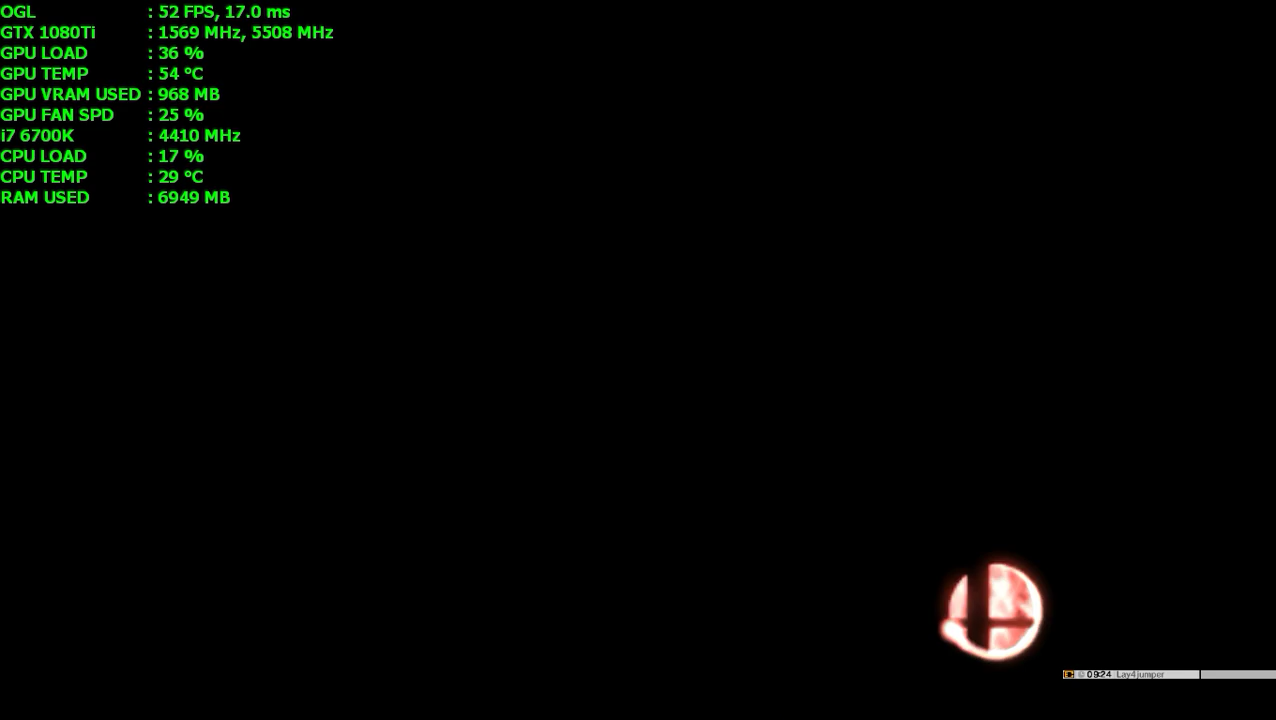 OGL : 52 FPS, 17.0 ms
GTX 1080Ti : 1569 MHz, 5508 MHz
GPU LOAD : 36 %
GPU TEMP : 54 °C
GPU VRAM USED : 968 MB
GPU FAN SPD : 25 %
i7 6700K : 4410 MHz
CPU LOAD : 17 %
CPU TEMP : 29 °C
RAM USED : 6949 MB
09:24 Lay4jumper